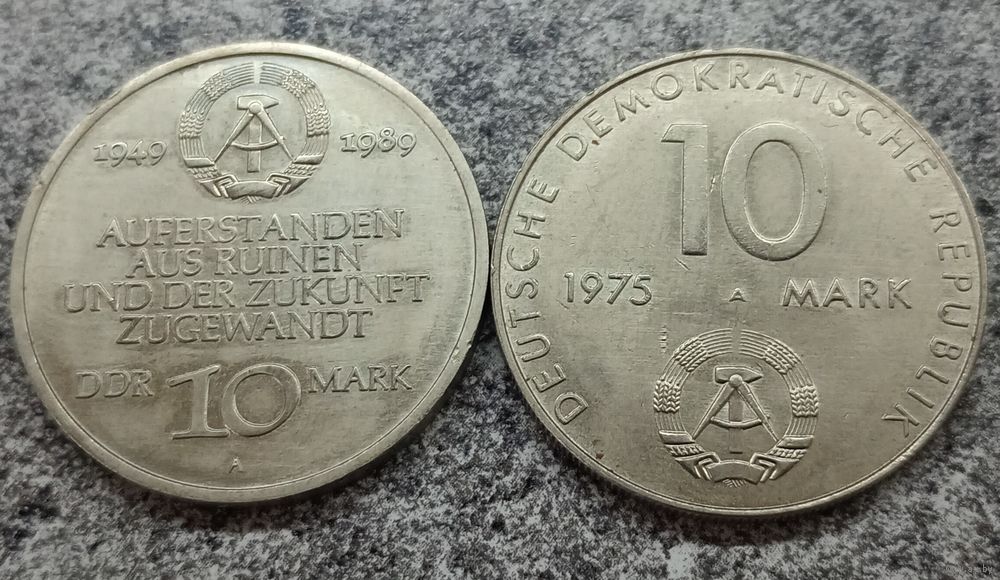 1949 1989
AUFERSTANDEN
AUS RUINEN
UND DER ZUKUNFT
ZUGEWANDT
DDR 10 MARK
A
DEUTSCHE DEMOKRATISCHE REPUBLIK
10
1975 A MARK